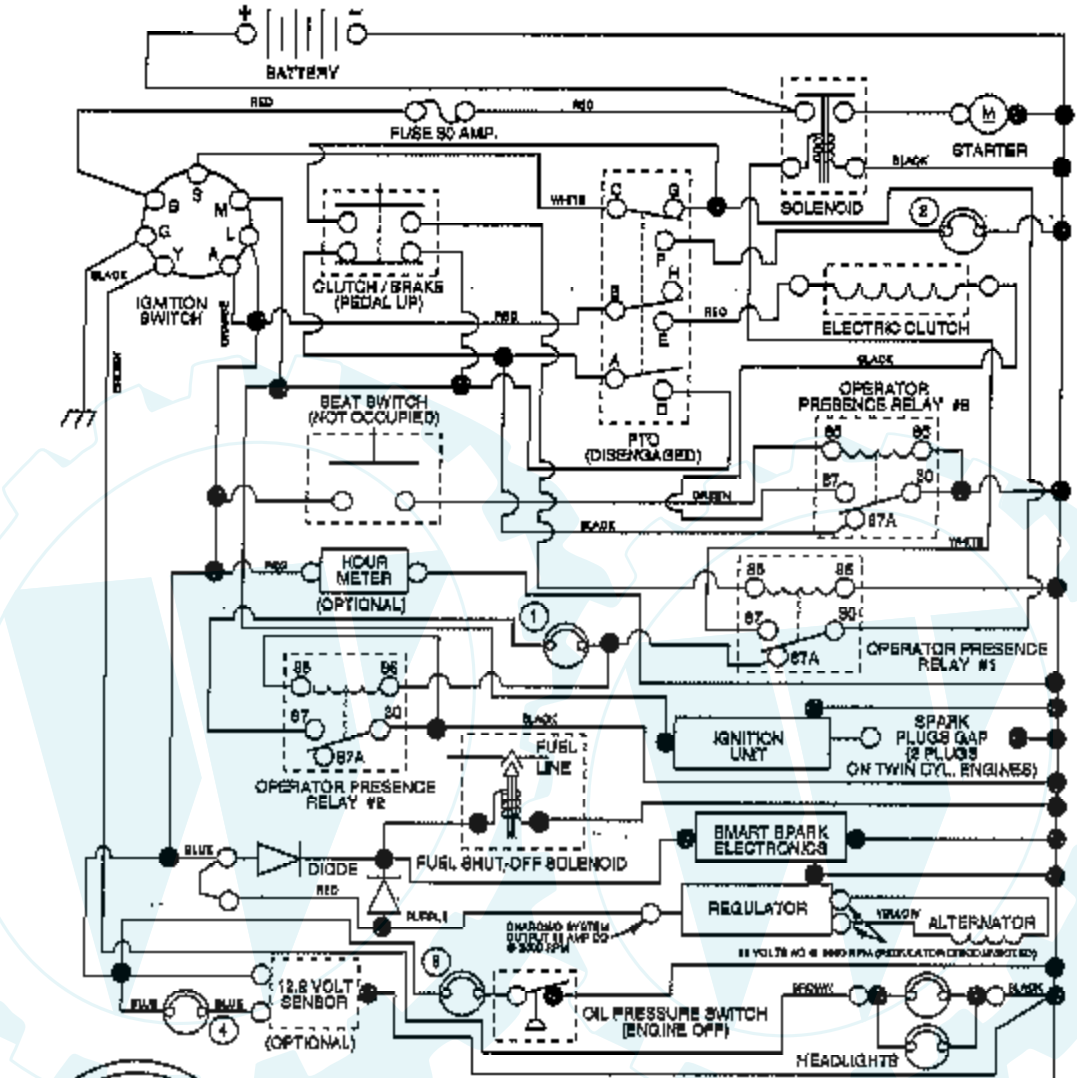 + -
BATTERY
RED
RED
FUSE 30 AMP.
M
STARTER
BLACK
SOLENOID
B S M
G L
Y A
WHITE
C G
2
F
H
BLACK
IGNITION
SWITCH
CLUTCH / BRAKE
(PEDAL UP)
ORANGE
B
RED
E
RED
ELECTRIC CLUTCH
BROWN
A
D
BLACK
SEAT SWITCH
(NOT OCCUPIED)
PTO
(DISENGAGED)
OPERATOR
PRESENCE RELAY #3
85 86
87 30
87A
GREEN
BLACK
WHITE
RED
HOUR
METER
(OPTIONAL)
1
85 86
87 30
87A
OPERATOR PRESENCE
RELAY #1
85 86
87 30
87A
OPERATOR PRESENCE
RELAY #2
BLACK
FUEL
LINE
IGNITION
UNIT
SPARK
PLUGS GAP
(2 PLUGS
ON TWIN CYL. ENGINES)
BLUE
DIODE
FUEL SHUT-OFF SOLENOID
SMART SPARK
ELECTRONICS
RED
PURPLE
CHARGING SYSTEM
REGULATOR
YELLOW
ALTERNATOR
BLUE
BLUE
4
VOLT
SENSOR
(OPTIONAL)
OIL PRESSURE SWITCH
(ENGINE OFF)
BROWN
BLACK
HEADLIGHTS